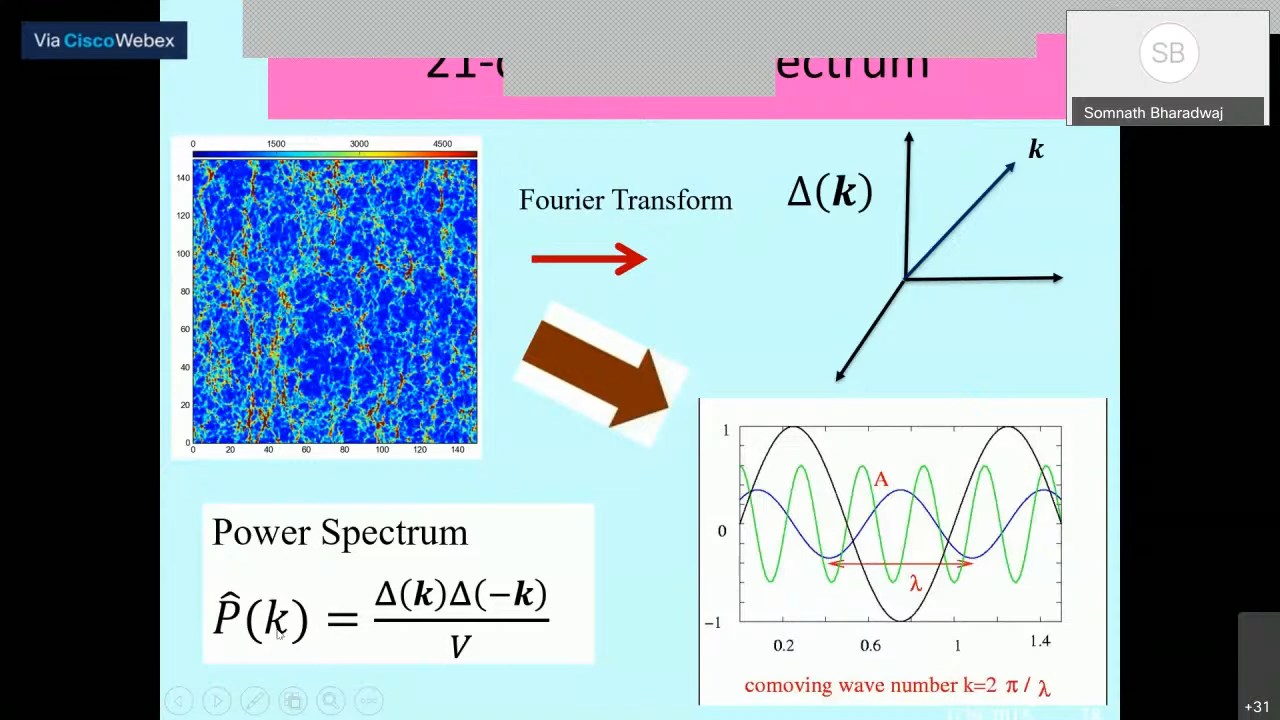 Via CiscoWebex
21-c
ectrum
SB
Somnath Bharadwaj
0 1500 3000 4500
140
120
100
80
60
40
20
0
0 20 40 60 80 100 120 140
Fourier Transform
Δ(k)
k
Power Spectrum
P̂(k) = Δ(k)Δ(−k) / V
1
0
−1
A
λ
0.2 0.6 1 1.4
comoving wave number k=2 π / λ
+31